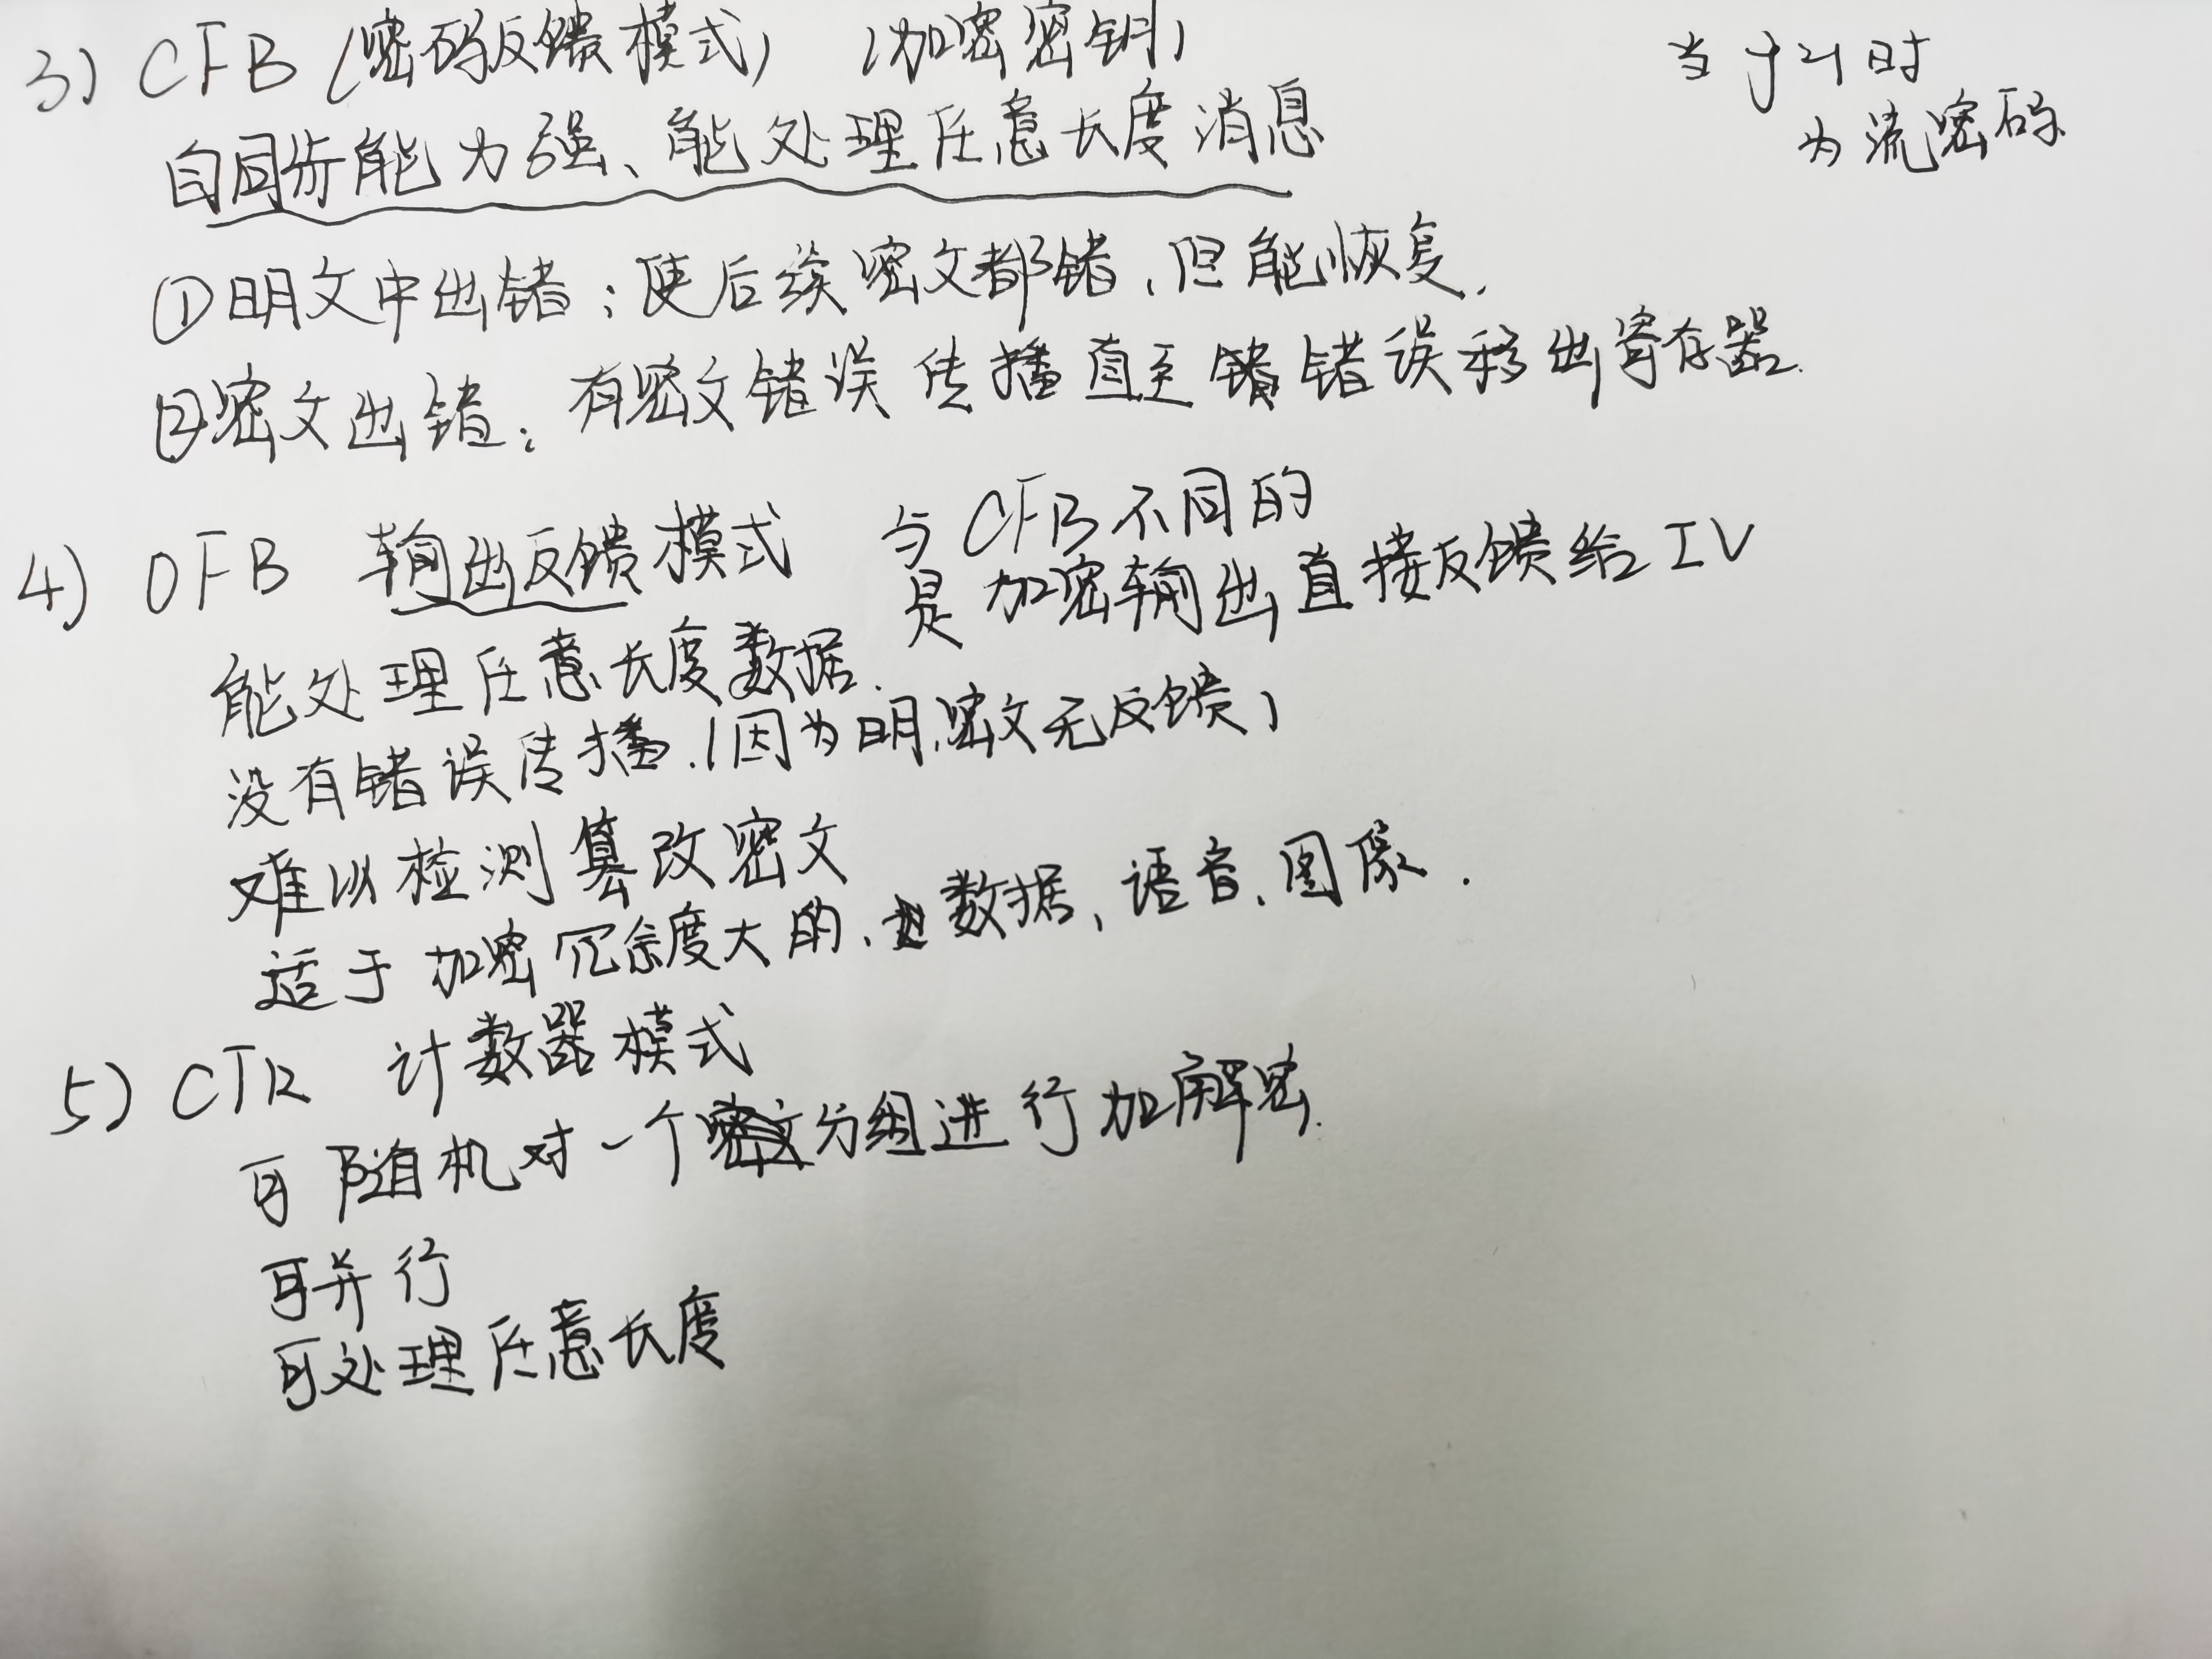 3) CFB (密码反馈模式) (加密密钥)
当j=1时
为流密码
自同步能力强、能处理任意长度消息
①明文中出错：使后续密文都错，但能恢复.
②密文出错：有密文错误传播直至错误移出寄存器.
4) OFB 输出反馈模式 与CFB不同的
是加密输出直接反馈给IV
能处理任意长度数据.
没有错误传播.(因为明.密文无反馈)
难以检测篡改密文
适于加密冗余度大的、数据、语音、图像.
5) CTR 计数器模式
可随机对一个分组进行加解密.
可并行
可处理任意长度